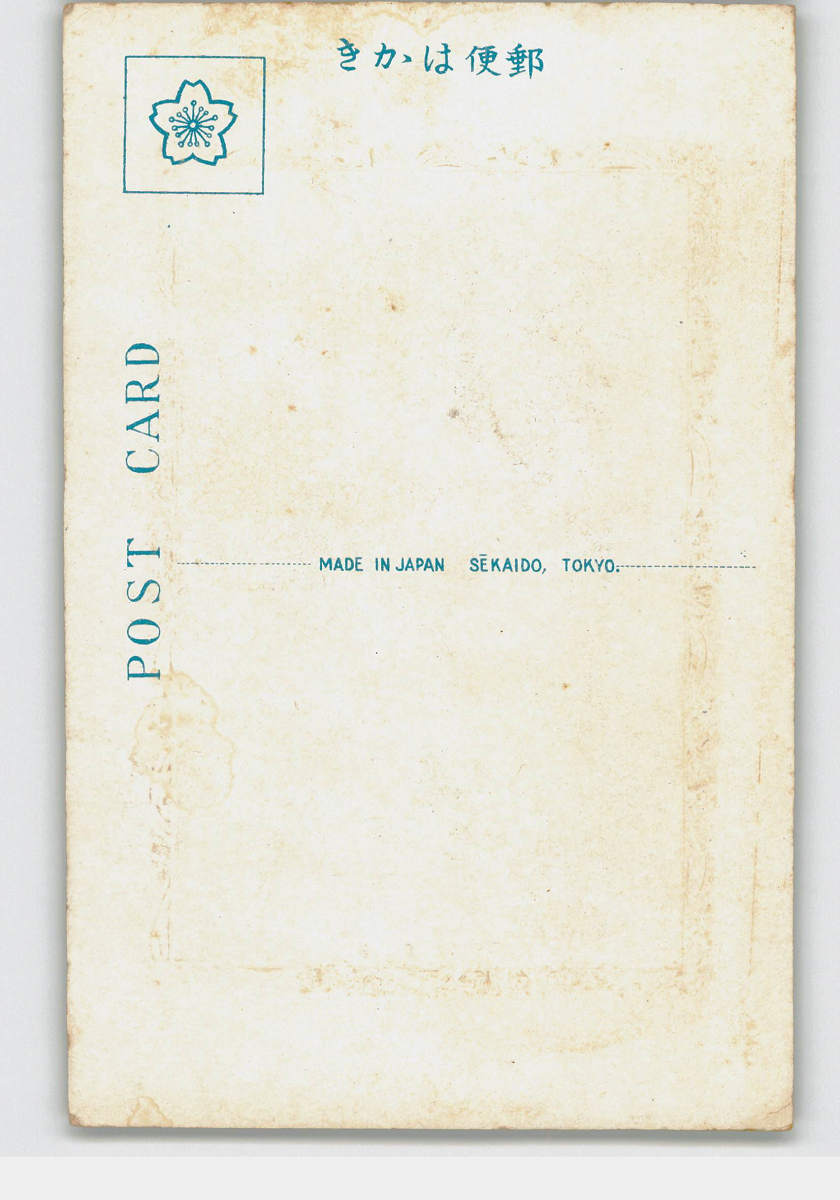 郵便はかき
POST CARD
MADE IN JAPAN SĒKAIDO, TOKYO.